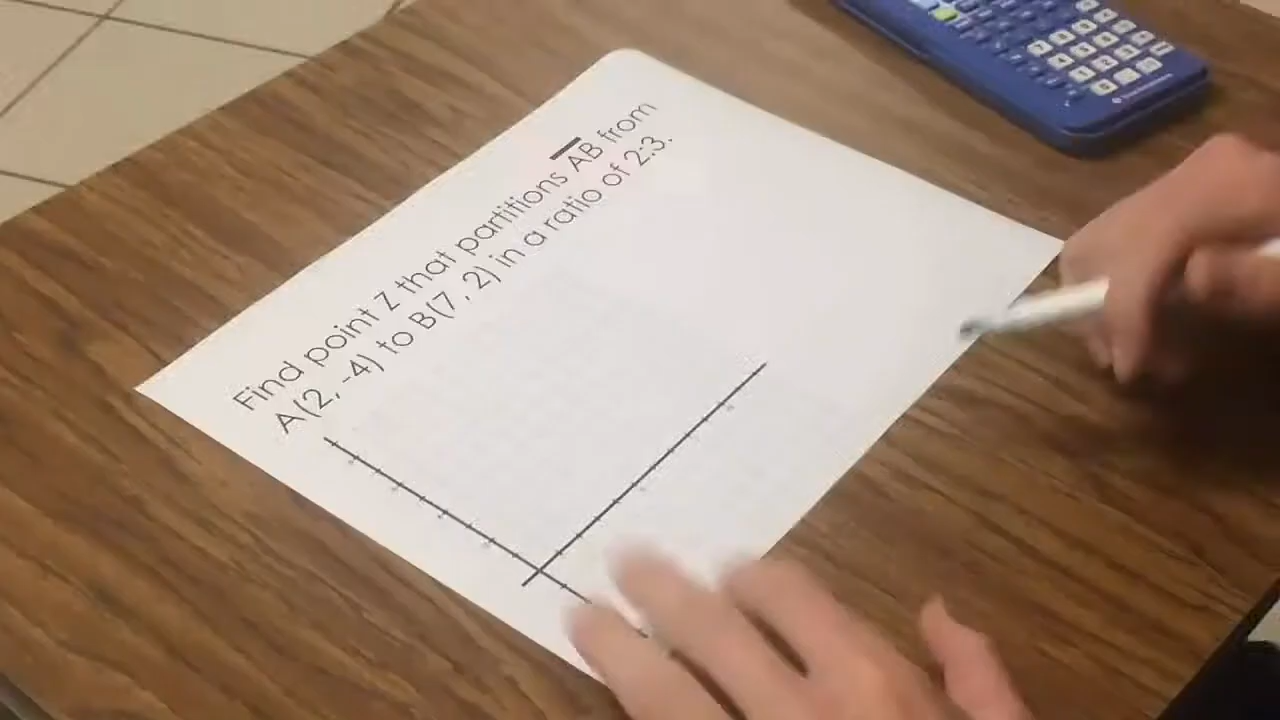 Find point Z that partitions AB from
A(2, -4) to B(7, 2) in a ratio of 2:3.